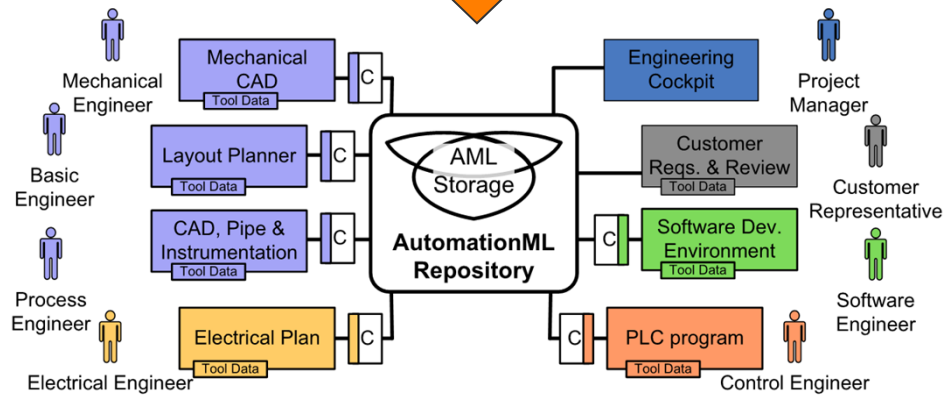 Mechanical
Engineer
Mechanical
CAD
Tool Data
C
Engineering
Cockpit
Project
Manager
Basic
Engineer
Layout Planner
Tool Data
C
AML
Storage
AutomationML
Repository
Customer
Reqs. & Review
Tool Data
Customer
Representative
Process
Engineer
CAD, Pipe &
Instrumentation
Tool Data
C
C
Software Dev.
Environment
Tool Data
Software
Engineer
Electrical Engineer
Electrical Plan
Tool Data
C
C
PLC program
Tool Data
Control Engineer